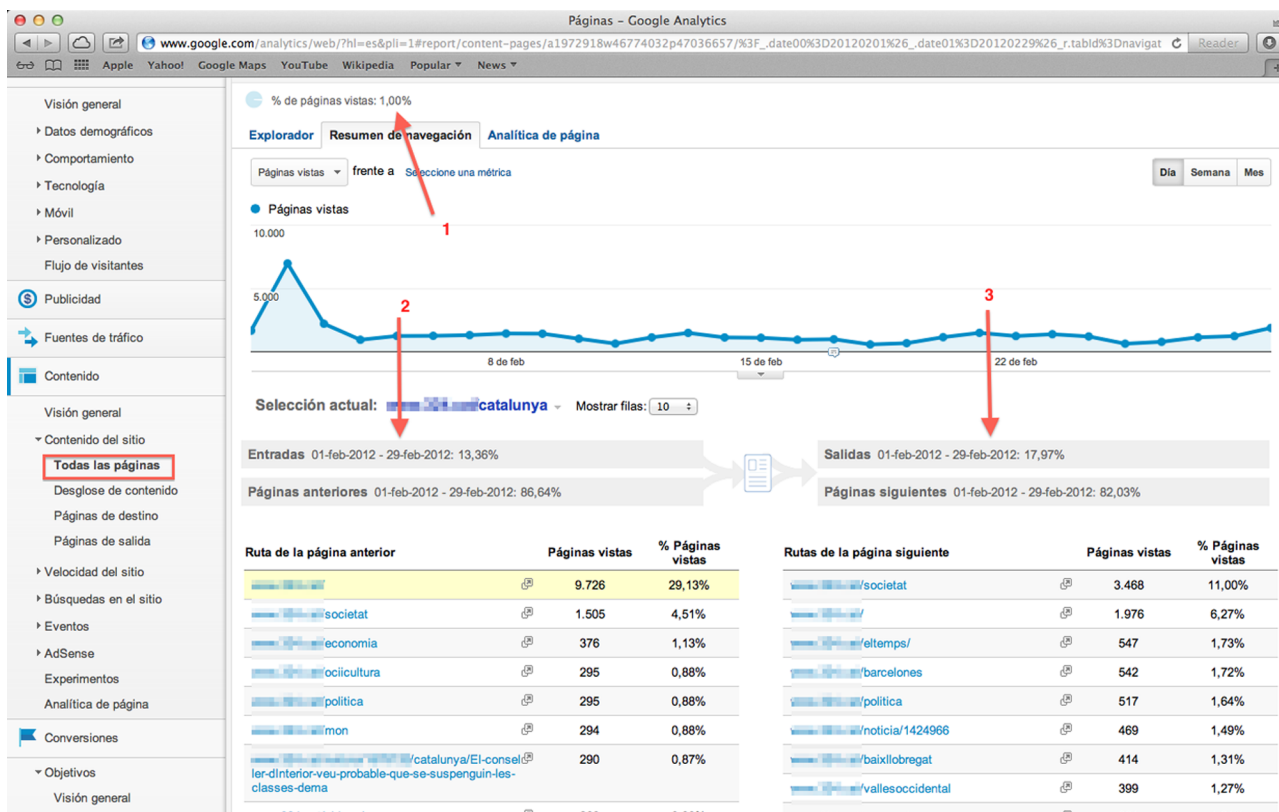 Páginas – Google Analytics
www.google.com/analytics/web/?hl=es&pli=1#report/content-pages/a1972918w46774032p47036657/%3F_.date00%3D20120201%26_.date01%3D20120229%26_r.tabId%3Dnavigat
Reader
Apple Yahoo! Google Maps YouTube Wikipedia Popular News
Visión general
Datos demográficos
Comportamiento
Tecnología
Móvil
Personalizado
Flujo de visitantes
Publicidad
Fuentes de tráfico
Contenido
Visión general
Contenido del sitio
Todas las páginas
Desglose de contenido
Páginas de destino
Páginas de salida
Velocidad del sitio
Búsquedas en el sitio
Eventos
AdSense
Experimentos
Analítica de página
Conversiones
Objetivos
Visión general
% de páginas vistas: 1,00%
Explorador Resumen de navegación Analítica de página
Páginas vistas frente a Seleccione una métrica
Día Semana Mes
Páginas vistas
1
10.000
5.000
2
3
8 de feb 15 de feb 22 de feb
Selección actual: catalunya Mostrar filas: 10
Entradas 01-feb-2012 - 29-feb-2012: 13,36%
Páginas anteriores 01-feb-2012 - 29-feb-2012: 86,64%
Salidas 01-feb-2012 - 29-feb-2012: 17,97%
Páginas siguientes 01-feb-2012 - 29-feb-2012: 82,03%
Ruta de la página anterior Páginas vistas % Páginas vistas
/ 9.726 29,13%
/societat 1.505 4,51%
/economia 376 1,13%
/ociicultura 295 0,88%
/politica 295 0,88%
/mon 294 0,88%
/catalunya/El-consel 290 0,87%
ler-dInterior-veu-probable-que-se-suspenguin-les-
classes-dema
Rutas de la página siguiente Páginas vistas % Páginas vistas
/societat 3.468 11,00%
/ 1.976 6,27%
/eltemps/ 547 1,73%
/barcelones 542 1,72%
/politica 517 1,64%
/noticia/1424966 469 1,49%
/baixllobregat 414 1,31%
/vallesoccidental 399 1,27%